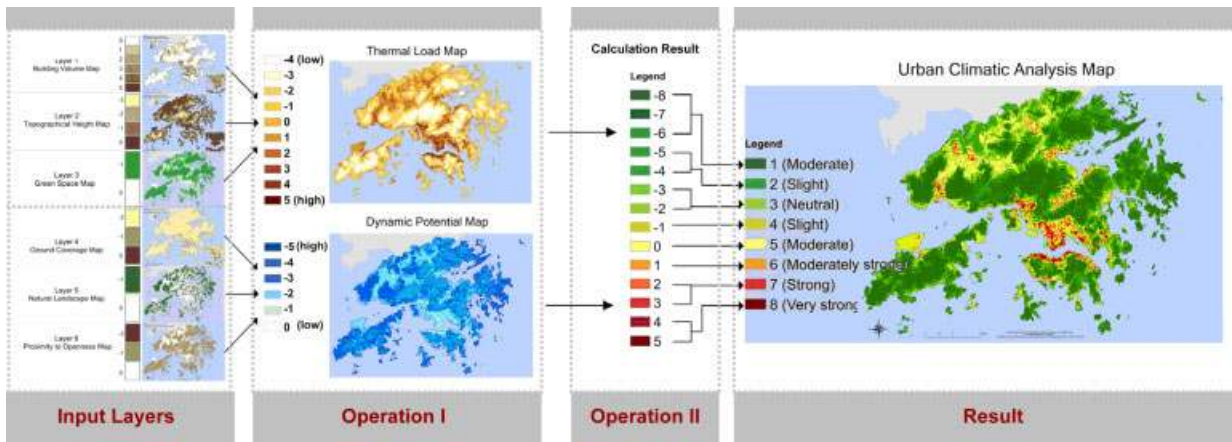 Layer 1
Building Volume Map
Layer 2
Topographical Height Map
Layer 3
Green Space Map
Layer 4
Ground Coverage Map
Layer 5
Natural Landscape Map
Layer 6
Proximity to Openness Map
Input Layers
Thermal Load Map
-4 (low)
-3
-2
-1
0
1
2
3
4
5 (high)
Dynamic Potential Map
-5 (high)
-4
-3
-2
-1
0 (low)
Operation I
Calculation Result
Legend
-8
-7
-6
-5
-4
-3
-2
-1
0
1
2
3
4
5
Operation II
Urban Climatic Analysis Map
Legend
1 (Moderate)
2 (Slight)
3 (Neutral)
4 (Slight)
5 (Moderate)
6 (Moderately strong)
7 (Strong)
8 (Very strong
Result